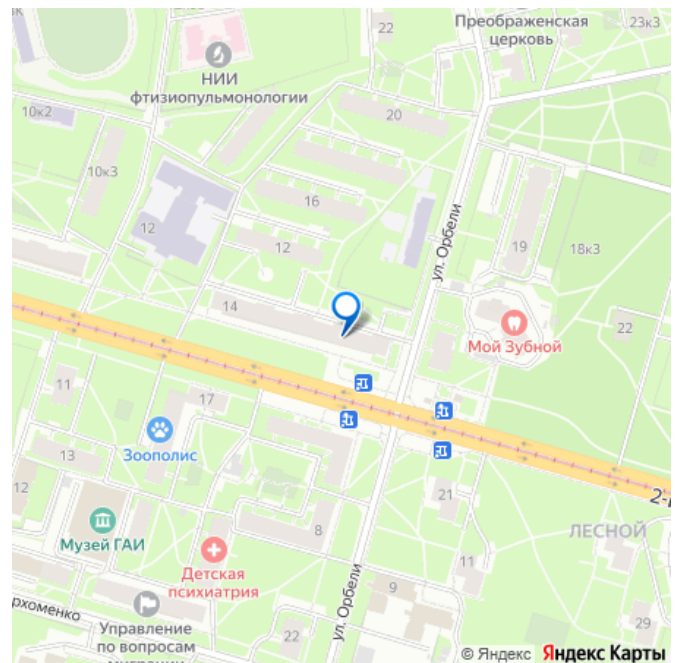 22
23к3
Преображенская
церковь
НИИ
фтизиопульмонологии
10к2
20
10к3
16
12
12
ул. Орбели
19
18к3
14
Мой Зубной
22
11
17
Зоополис
13
12
2-
21
8
ЛЕСНОЙ
Музей ГАИ
Детская
психиатрия
11
9
рхоменко
Управление
по вопросам
миграции
22
ул. Орбели
© Яндекс Яндекс Карты